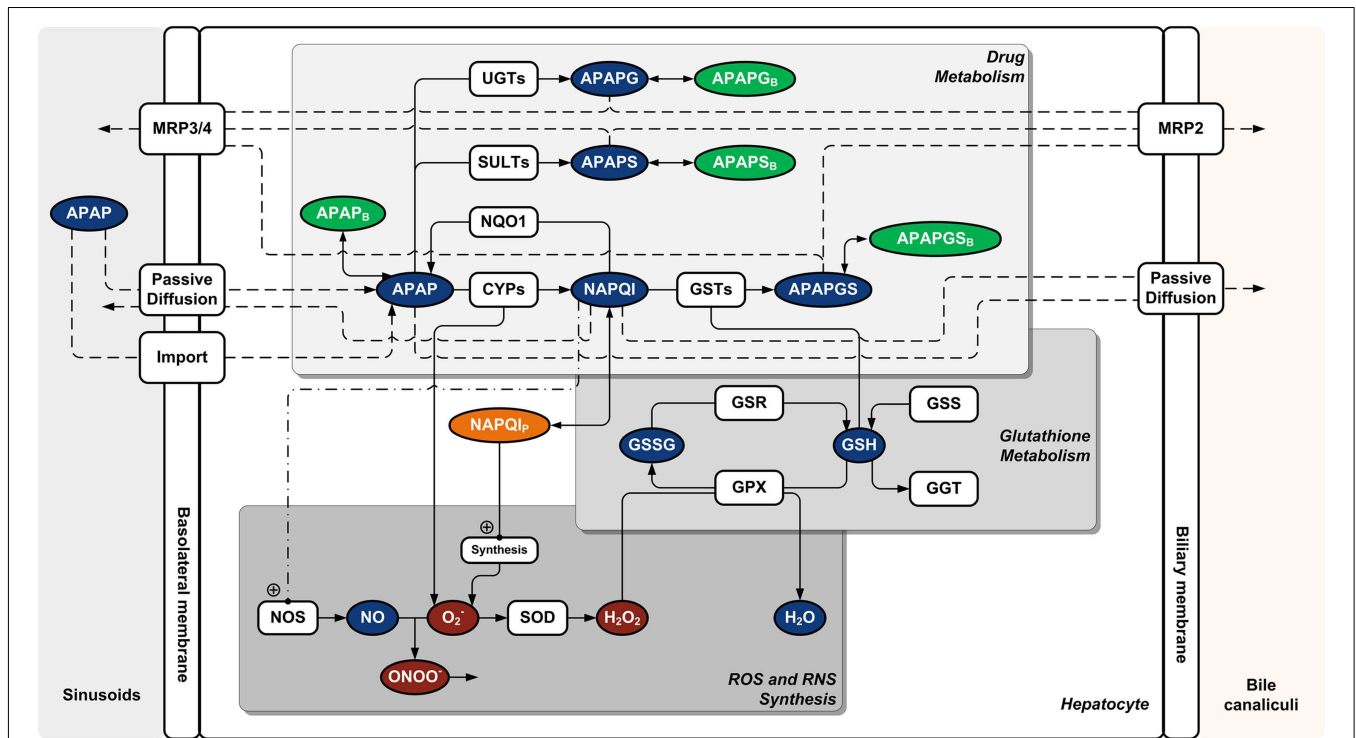 Drug
Metabolism
UGTs
APAPG
APAPG_B
MRP3/4
MRP2
SULTs
APAPS
APAPS_B
APAP
APAP_B
NQO1
APAPGS_B
Passive
Diffusion
APAP
CYPs
NAPQI
GSTs
APAPGS
Passive
Diffusion
Import
GSR
GSS
NAPQI_P
GSSG
GSH
Glutathione
Metabolism
GPX
GGT
⊕
Synthesis
⊕
NOS
NO
O₂⁻
SOD
H₂O₂
H₂O
ONOO⁻
ROS and RNS
Synthesis
Sinusoids
Basolateral membrane
Hepatocyte
Biliary membrane
Bile
canaliculi